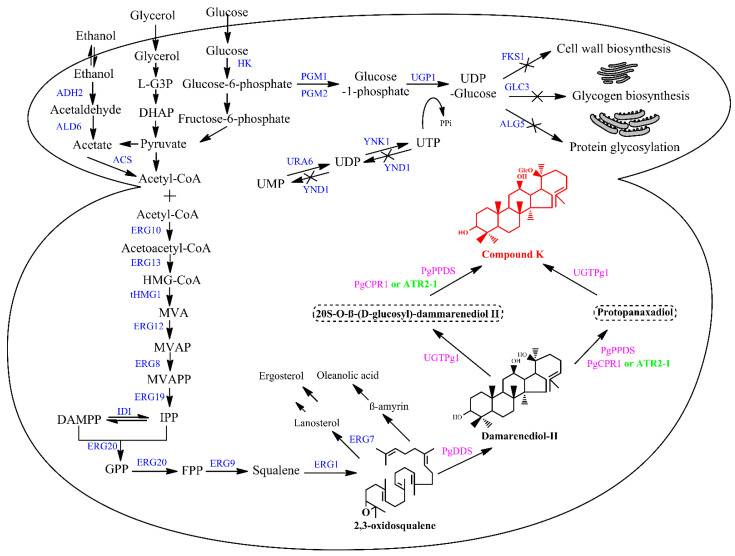 Ethanol
Glycerol
Glucose
Ethanol
Glycerol
Glucose
HK
ADH2
L-G3P
Glucose-6-phosphate
PGM1
PGM2
Glucose
-1-phosphate
UGP1
UDP
-Glucose
FKS1
Cell wall biosynthesis
GLC3
Glycogen biosynthesis
ALG5
Protein glycosylation
Acetaldehyde
DHAP
Fructose-6-phosphate
ALD6
Acetate
Pyruvate
ACS
Acetyl-CoA
+
PPi
UTP
YNK1
YND1
UDP
URA6
YND1
UMP
Acetyl-CoA
ERG10
Acetoacetyl-CoA
ERG13
HMG-CoA
tHMG1
MVA
ERG12
MVAP
ERG8
MVAPP
ERG19
DAMPP
IDI
IPP
ERG20
GPP
ERG20
FPP
ERG9
Squalene
ERG1
GlcO
OH
HO
Compound K
PgPPDS
PgCPR1 or ATR2-1
UGTPg1
20S-O-ß-(D-glucosyl)-dammarenediol II
Protopanaxadiol
UGTPg1
PgPPDS
PgCPR1 or ATR2-1
HO
OH
HO
Damarenediol-II
Ergosterol
Oleanolic acid
Lanosterol
ß-amyrin
ERG7
PgDDS
O
2,3-oxidosqualene